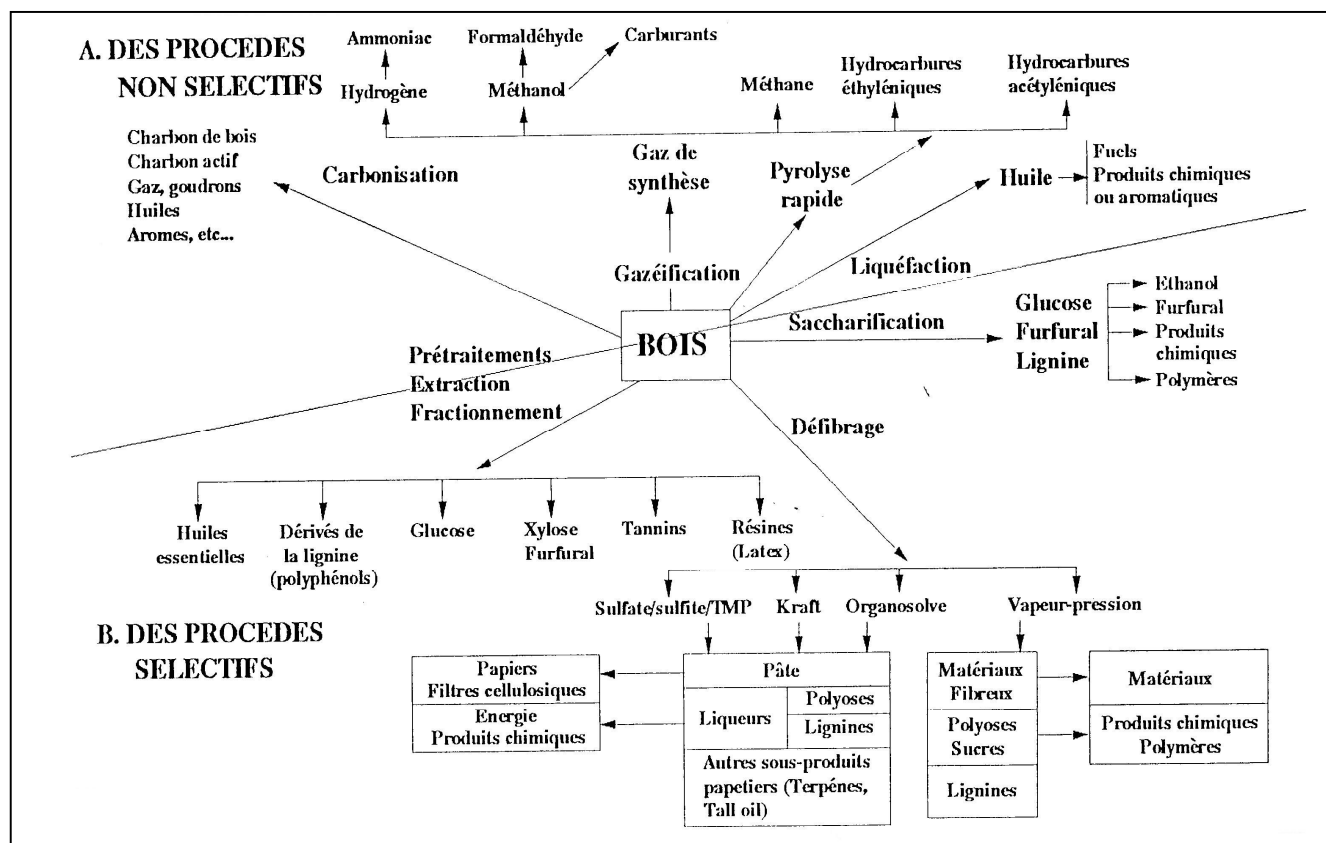 A. DES PROCEDES
NON SELECTIFS
Ammoniac
Formaldéhyde
Carburants
Hydrogène
Méthanol
Méthane
Hydrocarbures
éthyléniques
Hydrocarbures
acétyléniques
Charbon de bois
Charbon actif
Gaz, goudrons
Huiles
Aromes, etc...
Carbonisation
Gaz de
synthèse
Pyrolyse
rapide
Huile
Fuels
Produits chimiques
ou aromatiques
Gazéification
Liquéfaction
BOIS
Saccharification
Glucose
Furfural
Lignine
Ethanol
Furfural
Produits
chimiques
Polymères
Prétraitements
Extraction
Fractionnement
Défibrage
Huiles
essentielles
Dérivés de
la lignine
(polyphénols)
Glucose
Xylose
Furfural
Tannins
Résines
(Latex)
B. DES PROCEDES
SELECTIFS
Sulfate/sulfite/TMP
Kraft
Organosolve
Vapeur-pression
Papiers
Filtres cellulosiques
Energie
Produits chimiques
Pâte
Liqueurs
Polyoses
Lignines
Autres sous-produits
papetiers (Terpénes,
Tall oil)
Matériaux
Fibreux
Polyoses
Sucres
Lignines
Matériaux
Produits chimiques
Polymères